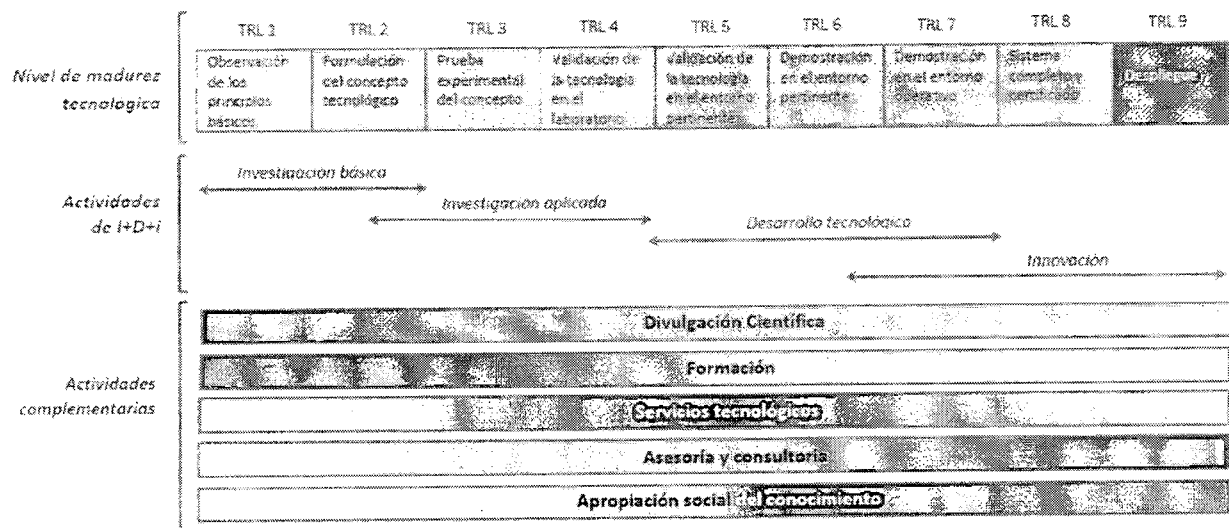 TRL 1 TRL 2 TRL 3 TRL 4 TRL 5 TRL 6 TRL 7 TRL 8 TRL 9
Nivel de madurez
tecnologica
Observación
de los
principios
básicos
Formulación
del concepto
tecnológico
Prueba
experimental
del concepto
Validación de
la tecnología
en el
laboratorio
Validación de
la tecnología
en el entorno
pertinente
Demostración
en el entorno
pertinente
Demostración
en el entorno
operativo
Sistema
completo y
certificado
Despliegue
Actividades
de I+D+i
Investigación básica
Investigación aplicada
Desarrollo tecnológico
Innovación
Actividades
complementarias
Divulgación Científica
Formación
Servicios tecnológicos
Asesoría y consultoria
Apropiación social del conocimiento